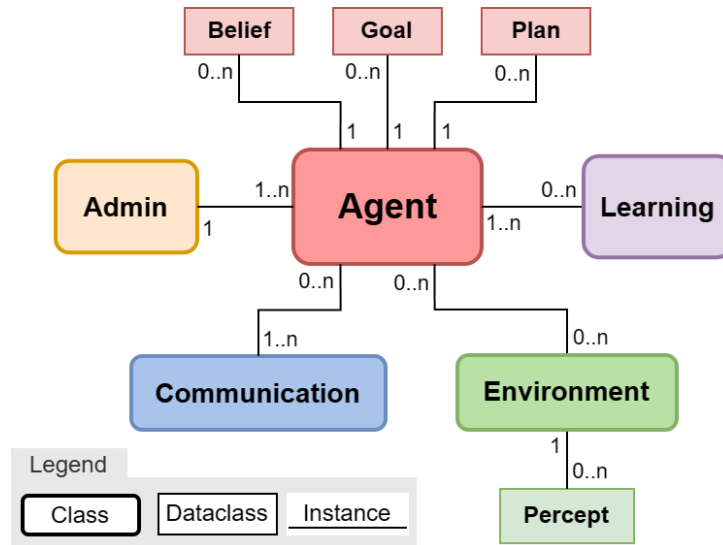 Belief
Goal
Plan
0..n
0..n
0..n
1
1
1
Admin
1..n
1
Agent
0..n
1..n
Learning
0..n
0..n
1..n
0..n
Communication
Environment
1
0..n
Legend
Class
Dataclass
Instance
Percept